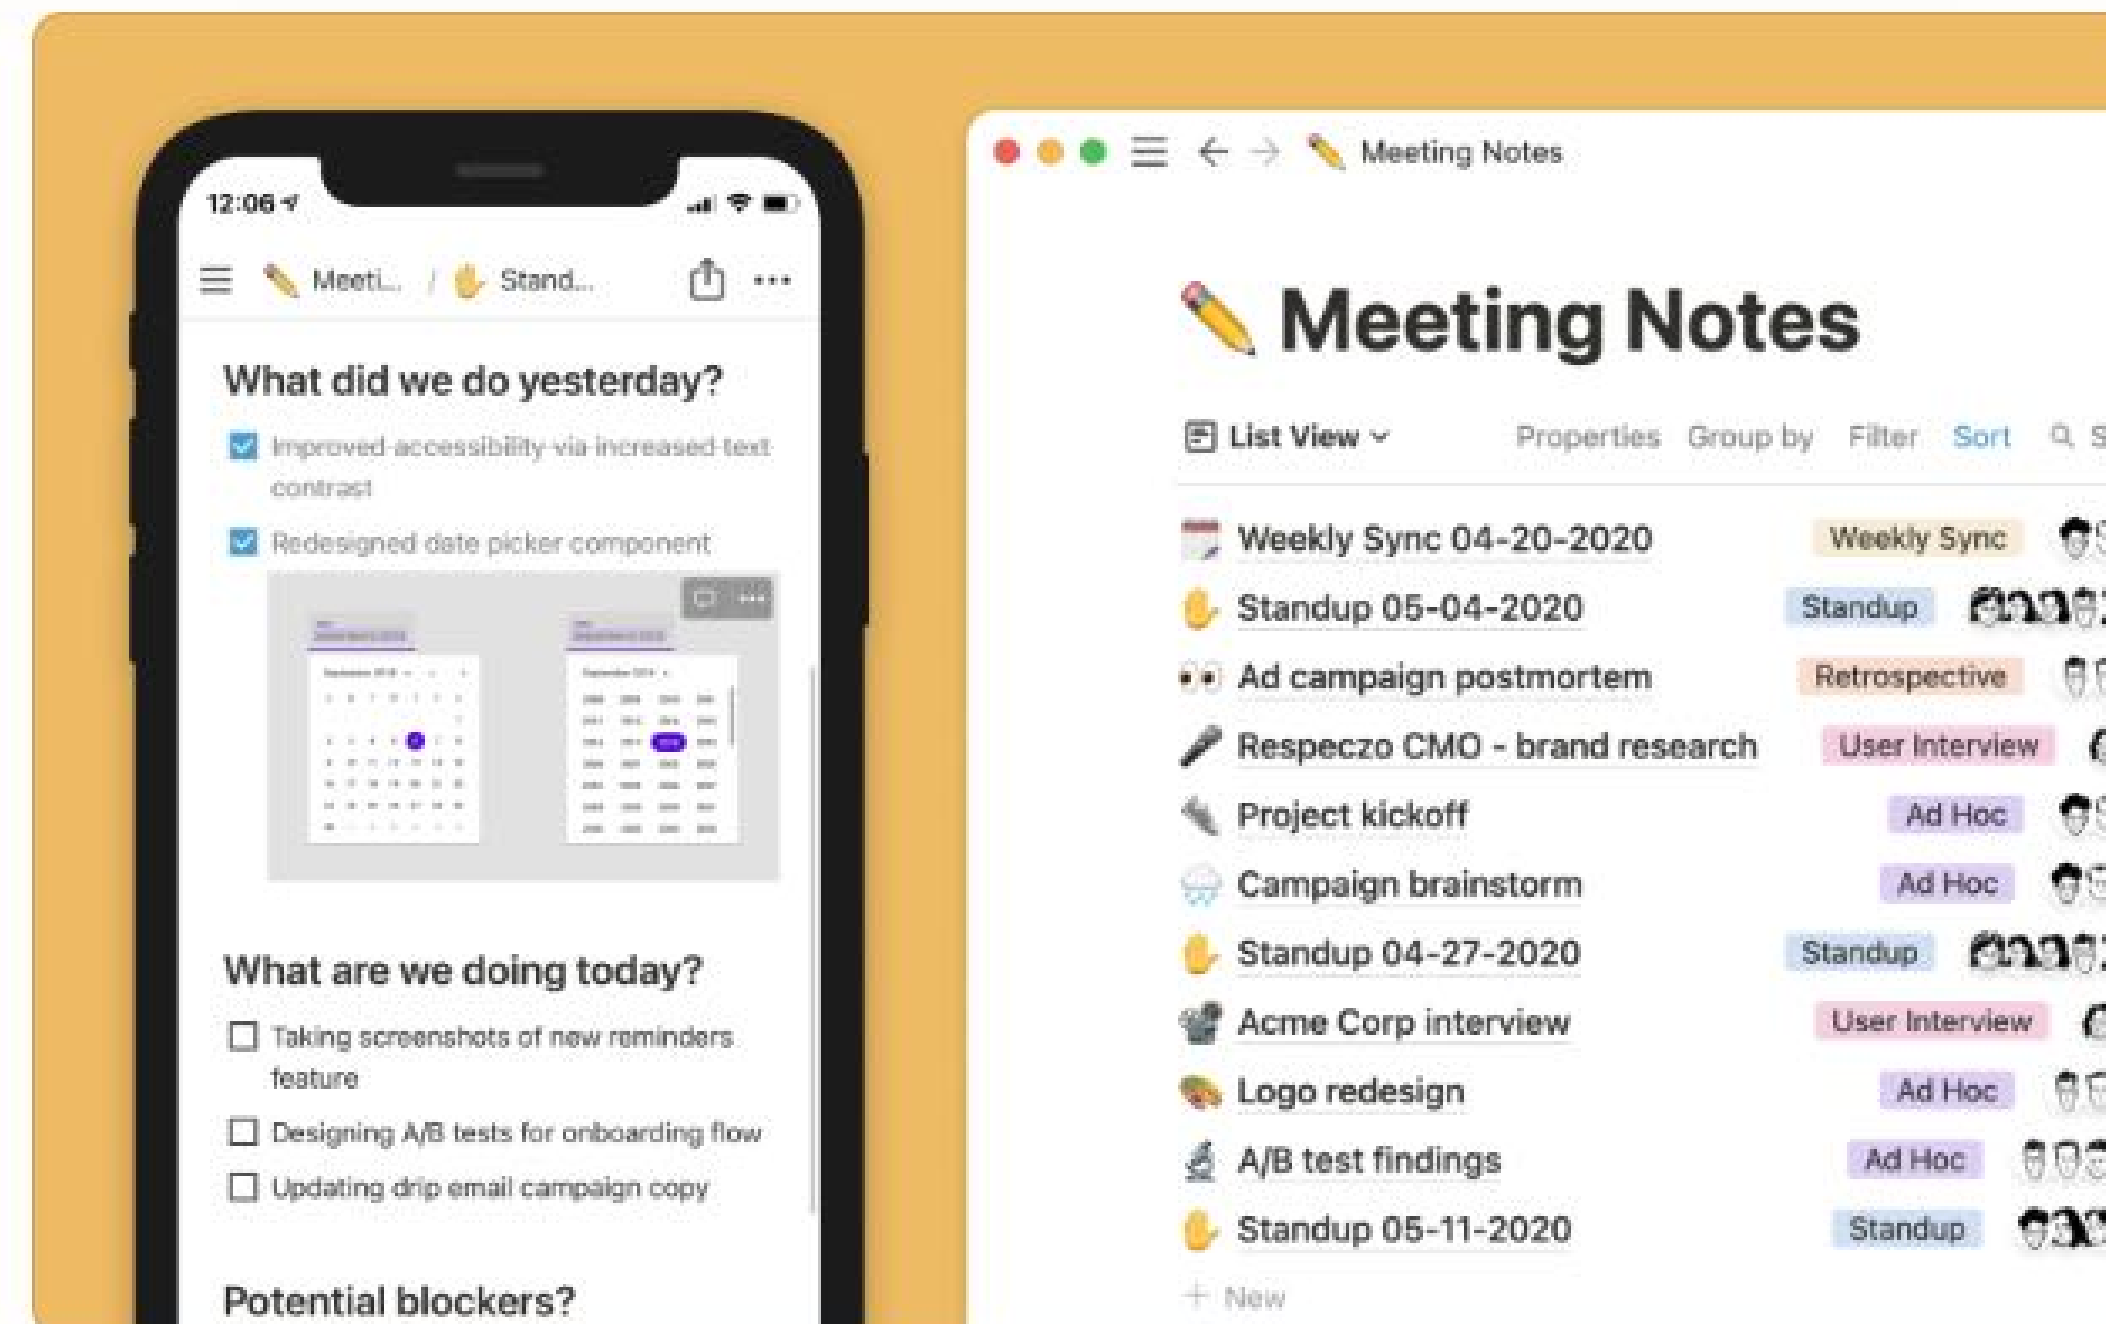 12:06
Meeti... / Stand...
What did we do yesterday?
Improved accessibility via increased text
contrast
Redesigned date picker component
What are we doing today?
Taking screenshots of new reminders
feature
Designing A/B tests for onboarding flow
Updating drip email campaign copy
Potential blockers?
Meeting Notes
Meeting Notes
List View Properties Group by Filter Sort
Weekly Sync 04-20-2020 Weekly Sync
Standup 05-04-2020 Standup
Ad campaign postmortem Retrospective
Respeczo CMO - brand research User Interview
Project kickoff Ad Hoc
Campaign brainstorm Ad Hoc
Standup 04-27-2020 Standup
Acme Corp interview User Interview
Logo redesign Ad Hoc
A/B test findings Ad Hoc
Standup 05-11-2020 Standup
+ New